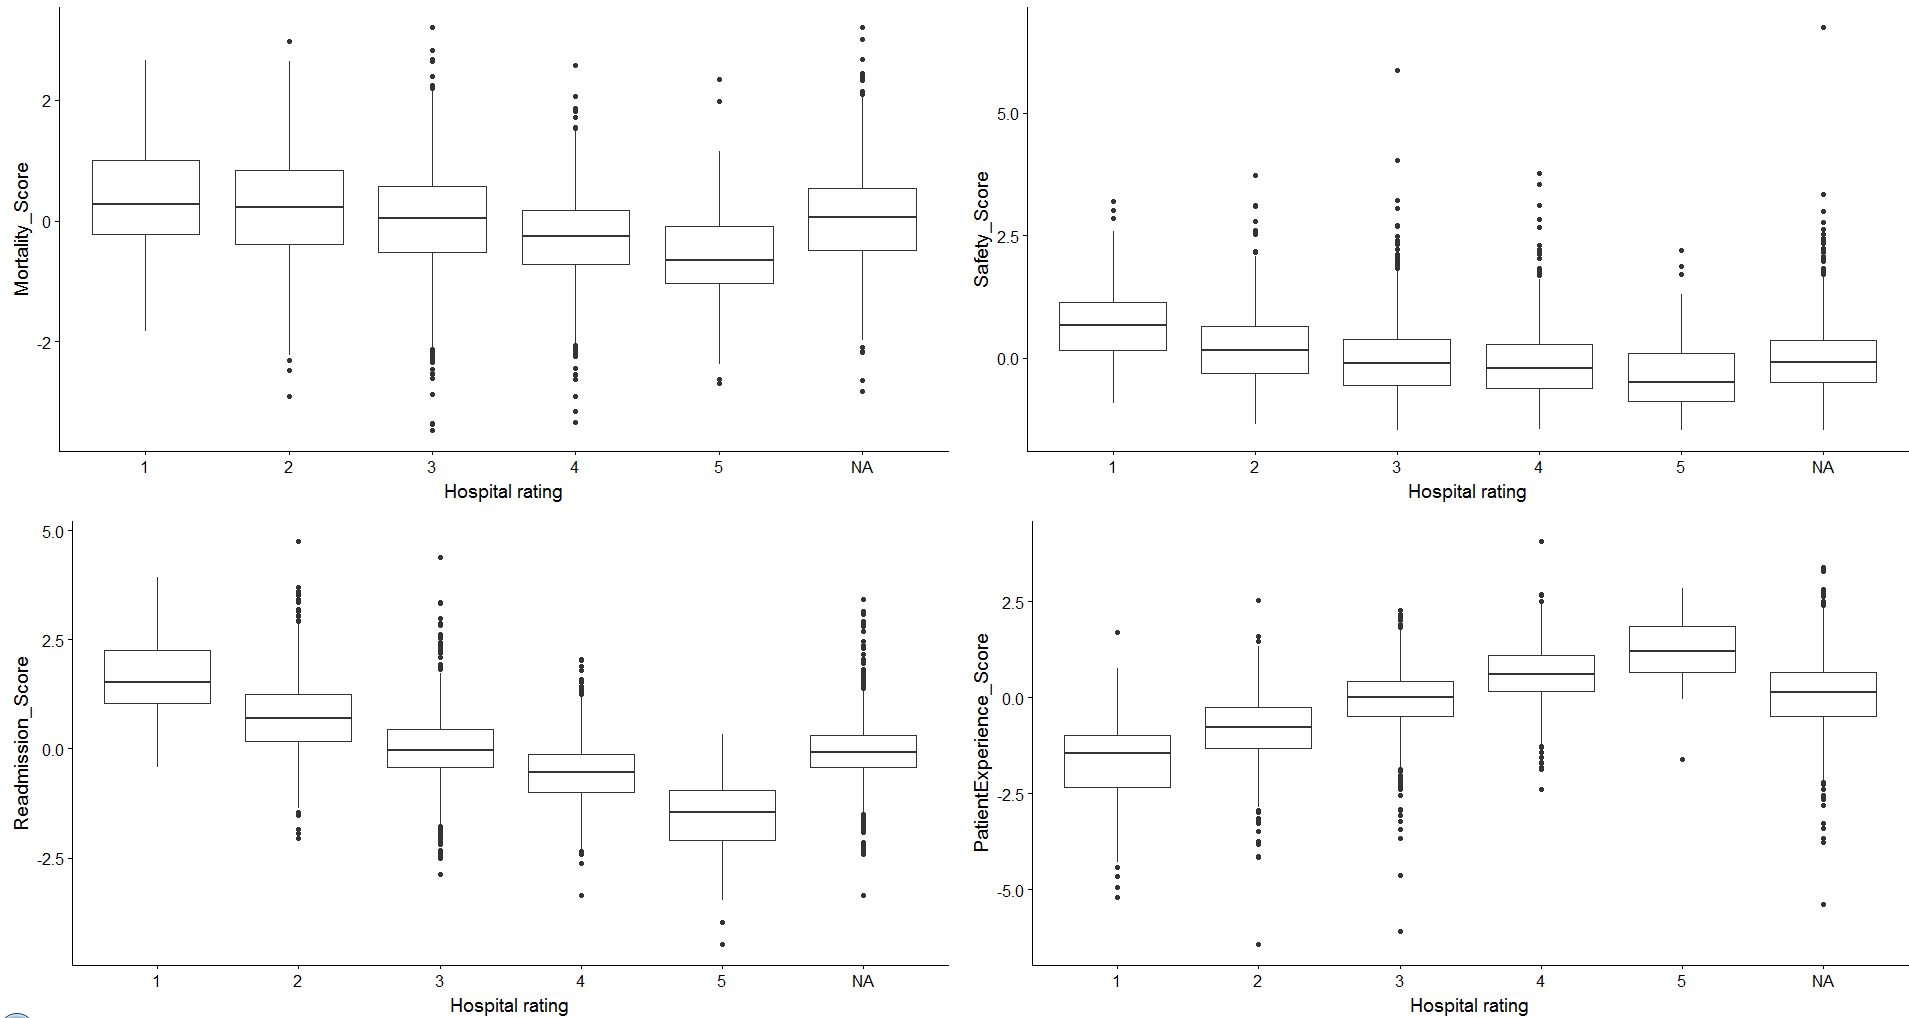 Mortality_Score
2
0
-2
1 2 3 4 5 NA
Hospital rating
Safety_Score
5.0
2.5
0.0
1 2 3 4 5 NA
Hospital rating
Readmission_Score
5.0
2.5
0.0
-2.5
1 2 3 4 5 NA
Hospital rating
PatientExperience_Score
2.5
0.0
-2.5
-5.0
1 2 3 4 5 NA
Hospital rating